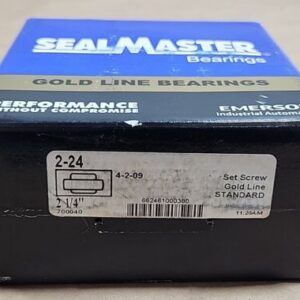 SEALMASTER
Bearings
GOLD LINE BEARINGS
PERFORMANCE
WITHOUT COMPROMISE
EMERSO
Industrial Autom
2-24
4-2-09
2 1/4"
700040
662461000380
Set Screw
Gold Line
STANDARD
11:26AM